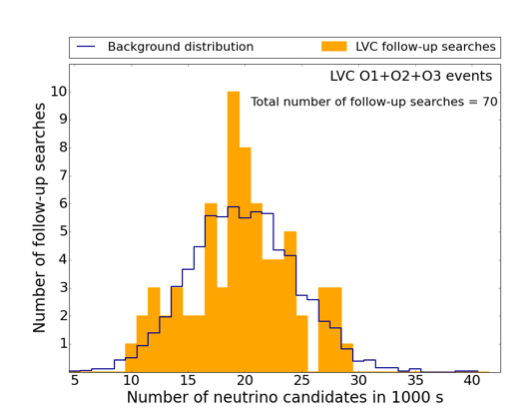 Background distribution LVC follow-up searches
LVC O1+O2+O3 events
Total number of follow-up searches = 70
Number of follow-up searches
10
9
8
7
6
5
4
3
2
1
5 10 15 20 25 30 35 40
Number of neutrino candidates in 1000 s